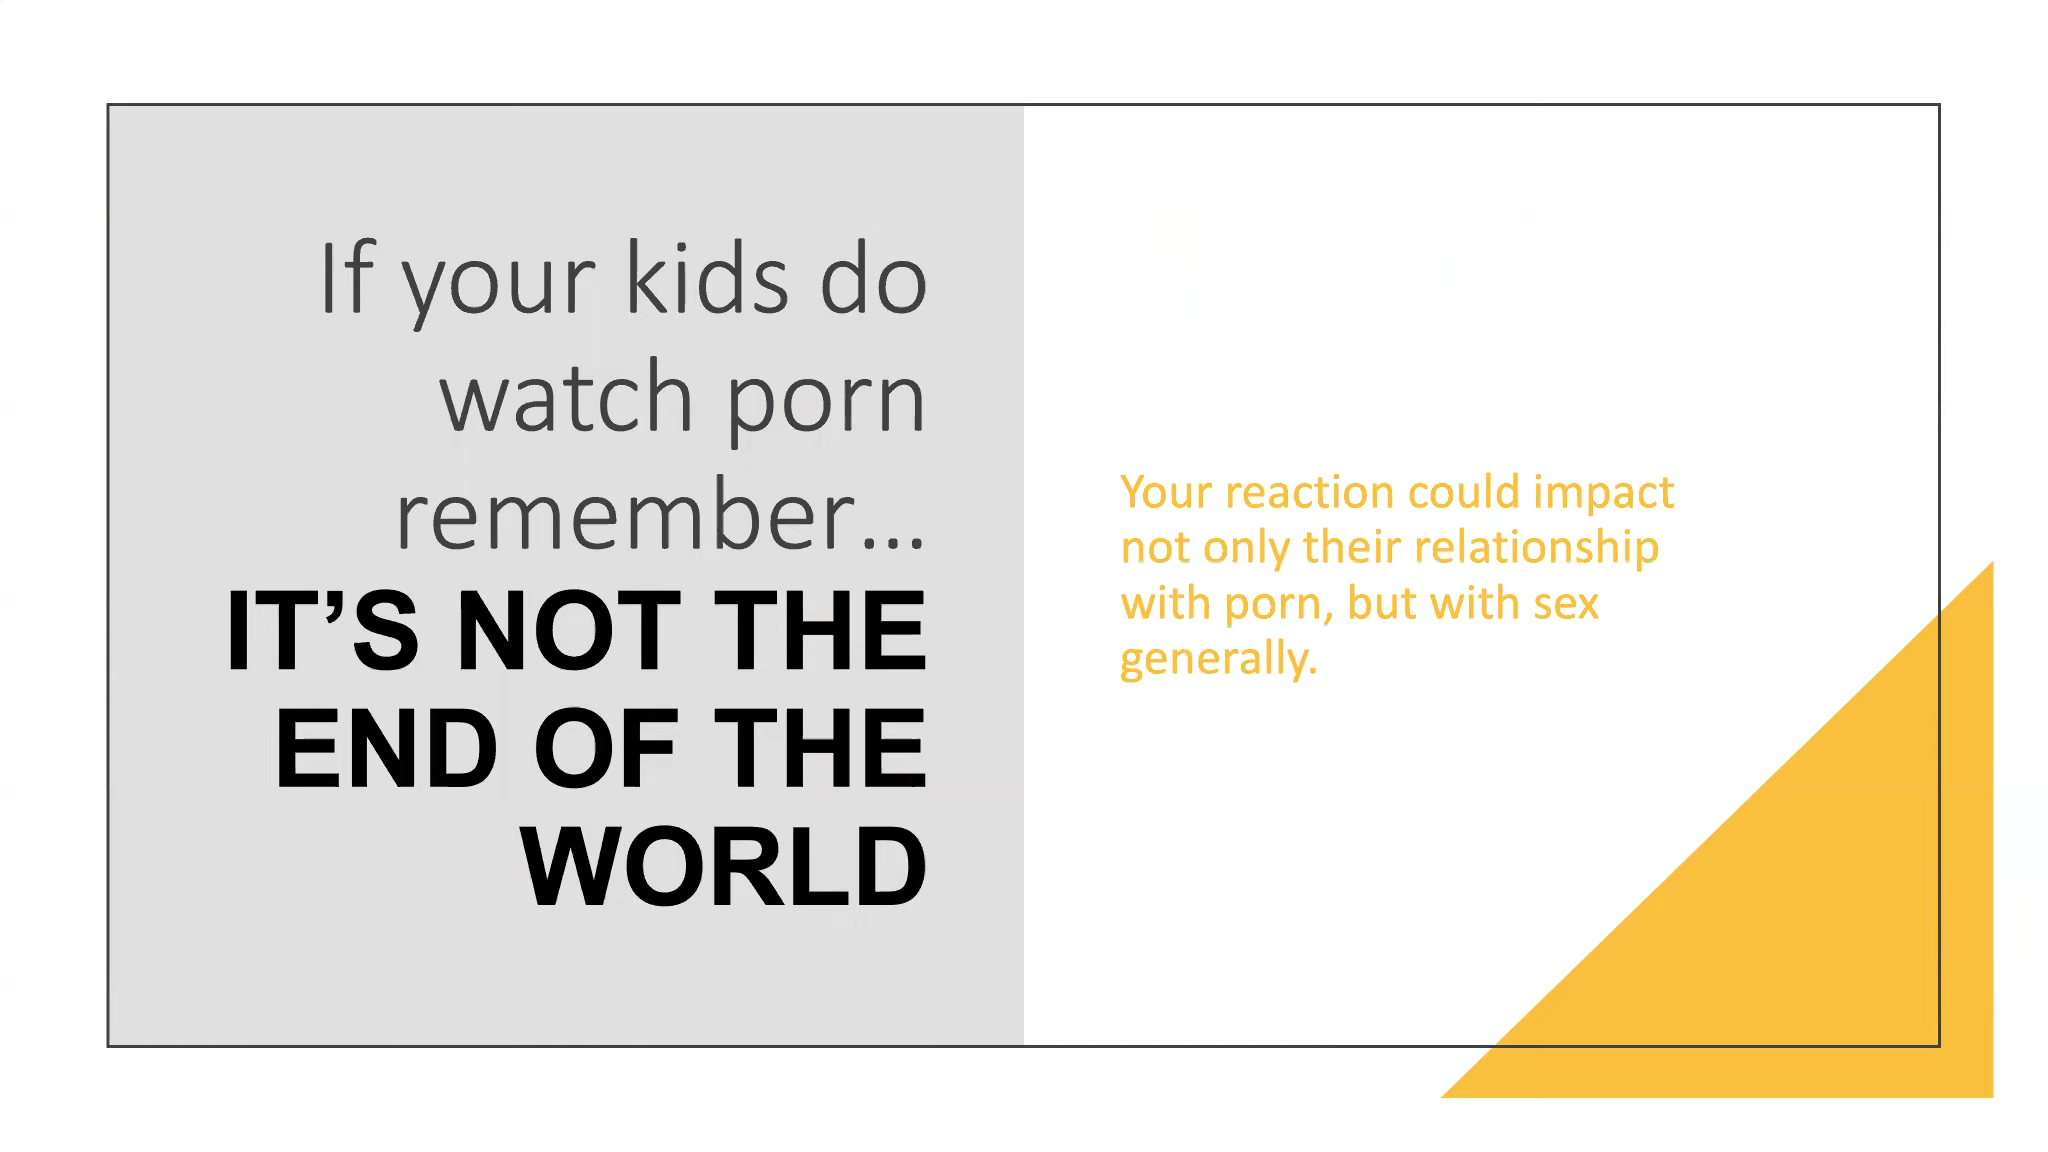 If your kids do
watch porn
remember…
IT’S NOT THE
END OF THE
WORLD
Your reaction could impact
not only their relationship
with porn, but with sex
generally.